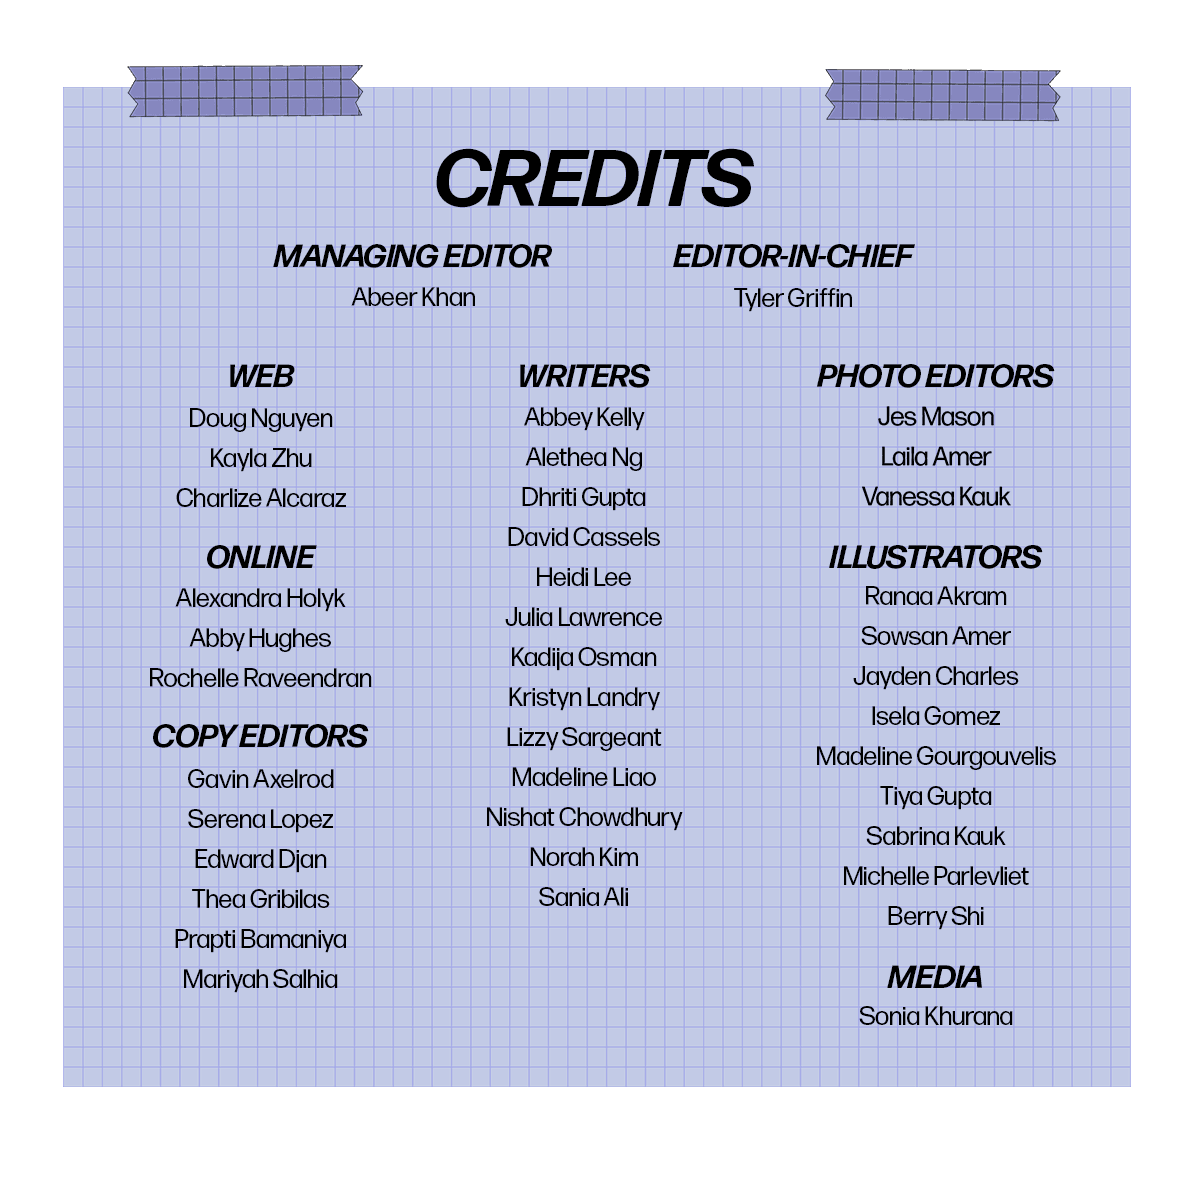 CREDITS
MANAGING EDITOR
Abeer Khan
EDITOR-IN-CHIEF
Tyler Griffin
WEB
Doug Nguyen
Kayla Zhu
Charlize Alcaraz
ONLINE
Alexandra Holyk
Abby Hughes
Rochelle Raveendran
COPY EDITORS
Gavin Axelrod
Serena Lopez
Edward Djan
Thea Gribilas
Prapti Bamaniya
Mariyah Salhia
WRITERS
Abbey Kelly
Alethea Ng
Dhriti Gupta
David Cassels
Heidi Lee
Julia Lawrence
Kadija Osman
Kristyn Landry
Lizzy Sargeant
Madeline Liao
Nishat Chowdhury
Norah Kim
Sania Ali
PHOTO EDITORS
Jes Mason
Laila Amer
Vanessa Kauk
ILLUSTRATORS
Ranaa Akram
Sowsan Amer
Jayden Charles
Isela Gomez
Madeline Gourgouvelis
Tiya Gupta
Sabrina Kauk
Michelle Parlevliet
Berry Shi
MEDIA
Sonia Khurana